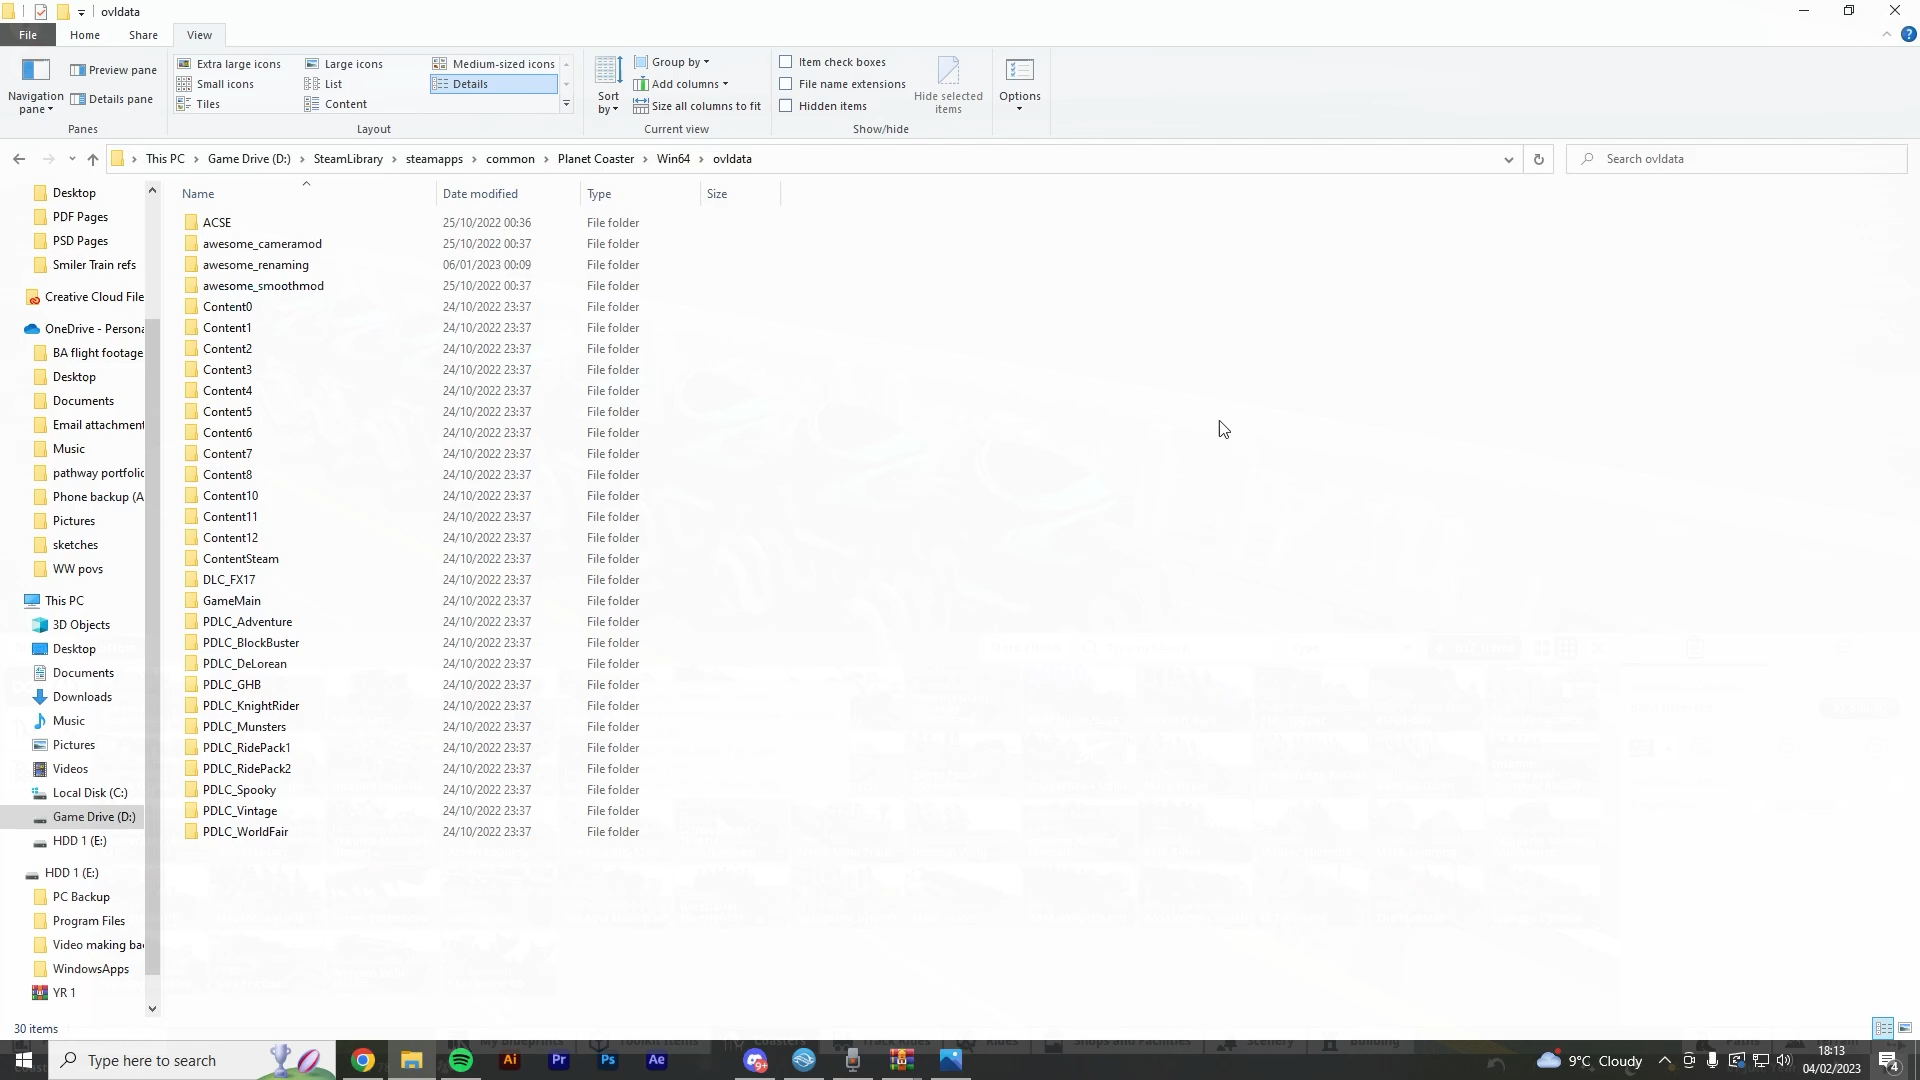 ovldata
File
Home
Share
View
Navigation pane
Preview pane
Details pane
Panes
Extra large icons
Large icons
Medium-sized icons
Small icons
List
Details
Tiles
Content
Layout
Sort by
Group by
Add columns
Size all columns to fit
Current view
Item check boxes
File name extensions
Hidden items
Hide selected items
Show/hide
Options
This PC › Game Drive (D:) › SteamLibrary › steamapps › common › Planet Coaster › Win64 › ovldata
Search ovldata
Desktop
PDF Pages
PSD Pages
Smiler Train refs
Creative Cloud File
OneDrive - Persona
BA flight footage
Desktop
Documents
Email attachment
Music
pathway portfolio
Phone backup (A
Pictures
sketches
WW povs
This PC
3D Objects
Desktop
Documents
Downloads
Music
Pictures
Videos
Local Disk (C:)
Game Drive (D:)
HDD 1 (E:)
HDD 1 (E:)
PC Backup
Program Files
Video making ba
WindowsApps
YR 1
Name Date modified Type Size
ACSE 25/10/2022 00:36 File folder
awesome_cameramod 25/10/2022 00:37 File folder
awesome_renaming 06/01/2023 00:09 File folder
awesome_smoothmod 25/10/2022 00:37 File folder
Content0 24/10/2022 23:37 File folder
Content1 24/10/2022 23:37 File folder
Content2 24/10/2022 23:37 File folder
Content3 24/10/2022 23:37 File folder
Content4 24/10/2022 23:37 File folder
Content5 24/10/2022 23:37 File folder
Content6 24/10/2022 23:37 File folder
Content7 24/10/2022 23:37 File folder
Content8 24/10/2022 23:37 File folder
Content10 24/10/2022 23:37 File folder
Content11 24/10/2022 23:37 File folder
Content12 24/10/2022 23:37 File folder
ContentSteam 24/10/2022 23:37 File folder
DLC_FX17 24/10/2022 23:37 File folder
GameMain 24/10/2022 23:37 File folder
PDLC_Adventure 24/10/2022 23:37 File folder
PDLC_BlockBuster 24/10/2022 23:37 File folder
PDLC_DeLorean 24/10/2022 23:37 File folder
PDLC_GHB 24/10/2022 23:37 File folder
PDLC_KnightRider 24/10/2022 23:37 File folder
PDLC_Munsters 24/10/2022 23:37 File folder
PDLC_RidePack1 24/10/2022 23:37 File folder
PDLC_RidePack2 24/10/2022 23:37 File folder
PDLC_Spooky 24/10/2022 23:37 File folder
PDLC_Vintage 24/10/2022 23:37 File folder
PDLC_WorldFair 24/10/2022 23:37 File folder
30 items
Type here to search
Ai
Pr
Ps
Ae
9+
9°C Cloudy
18:13
04/02/2023
4